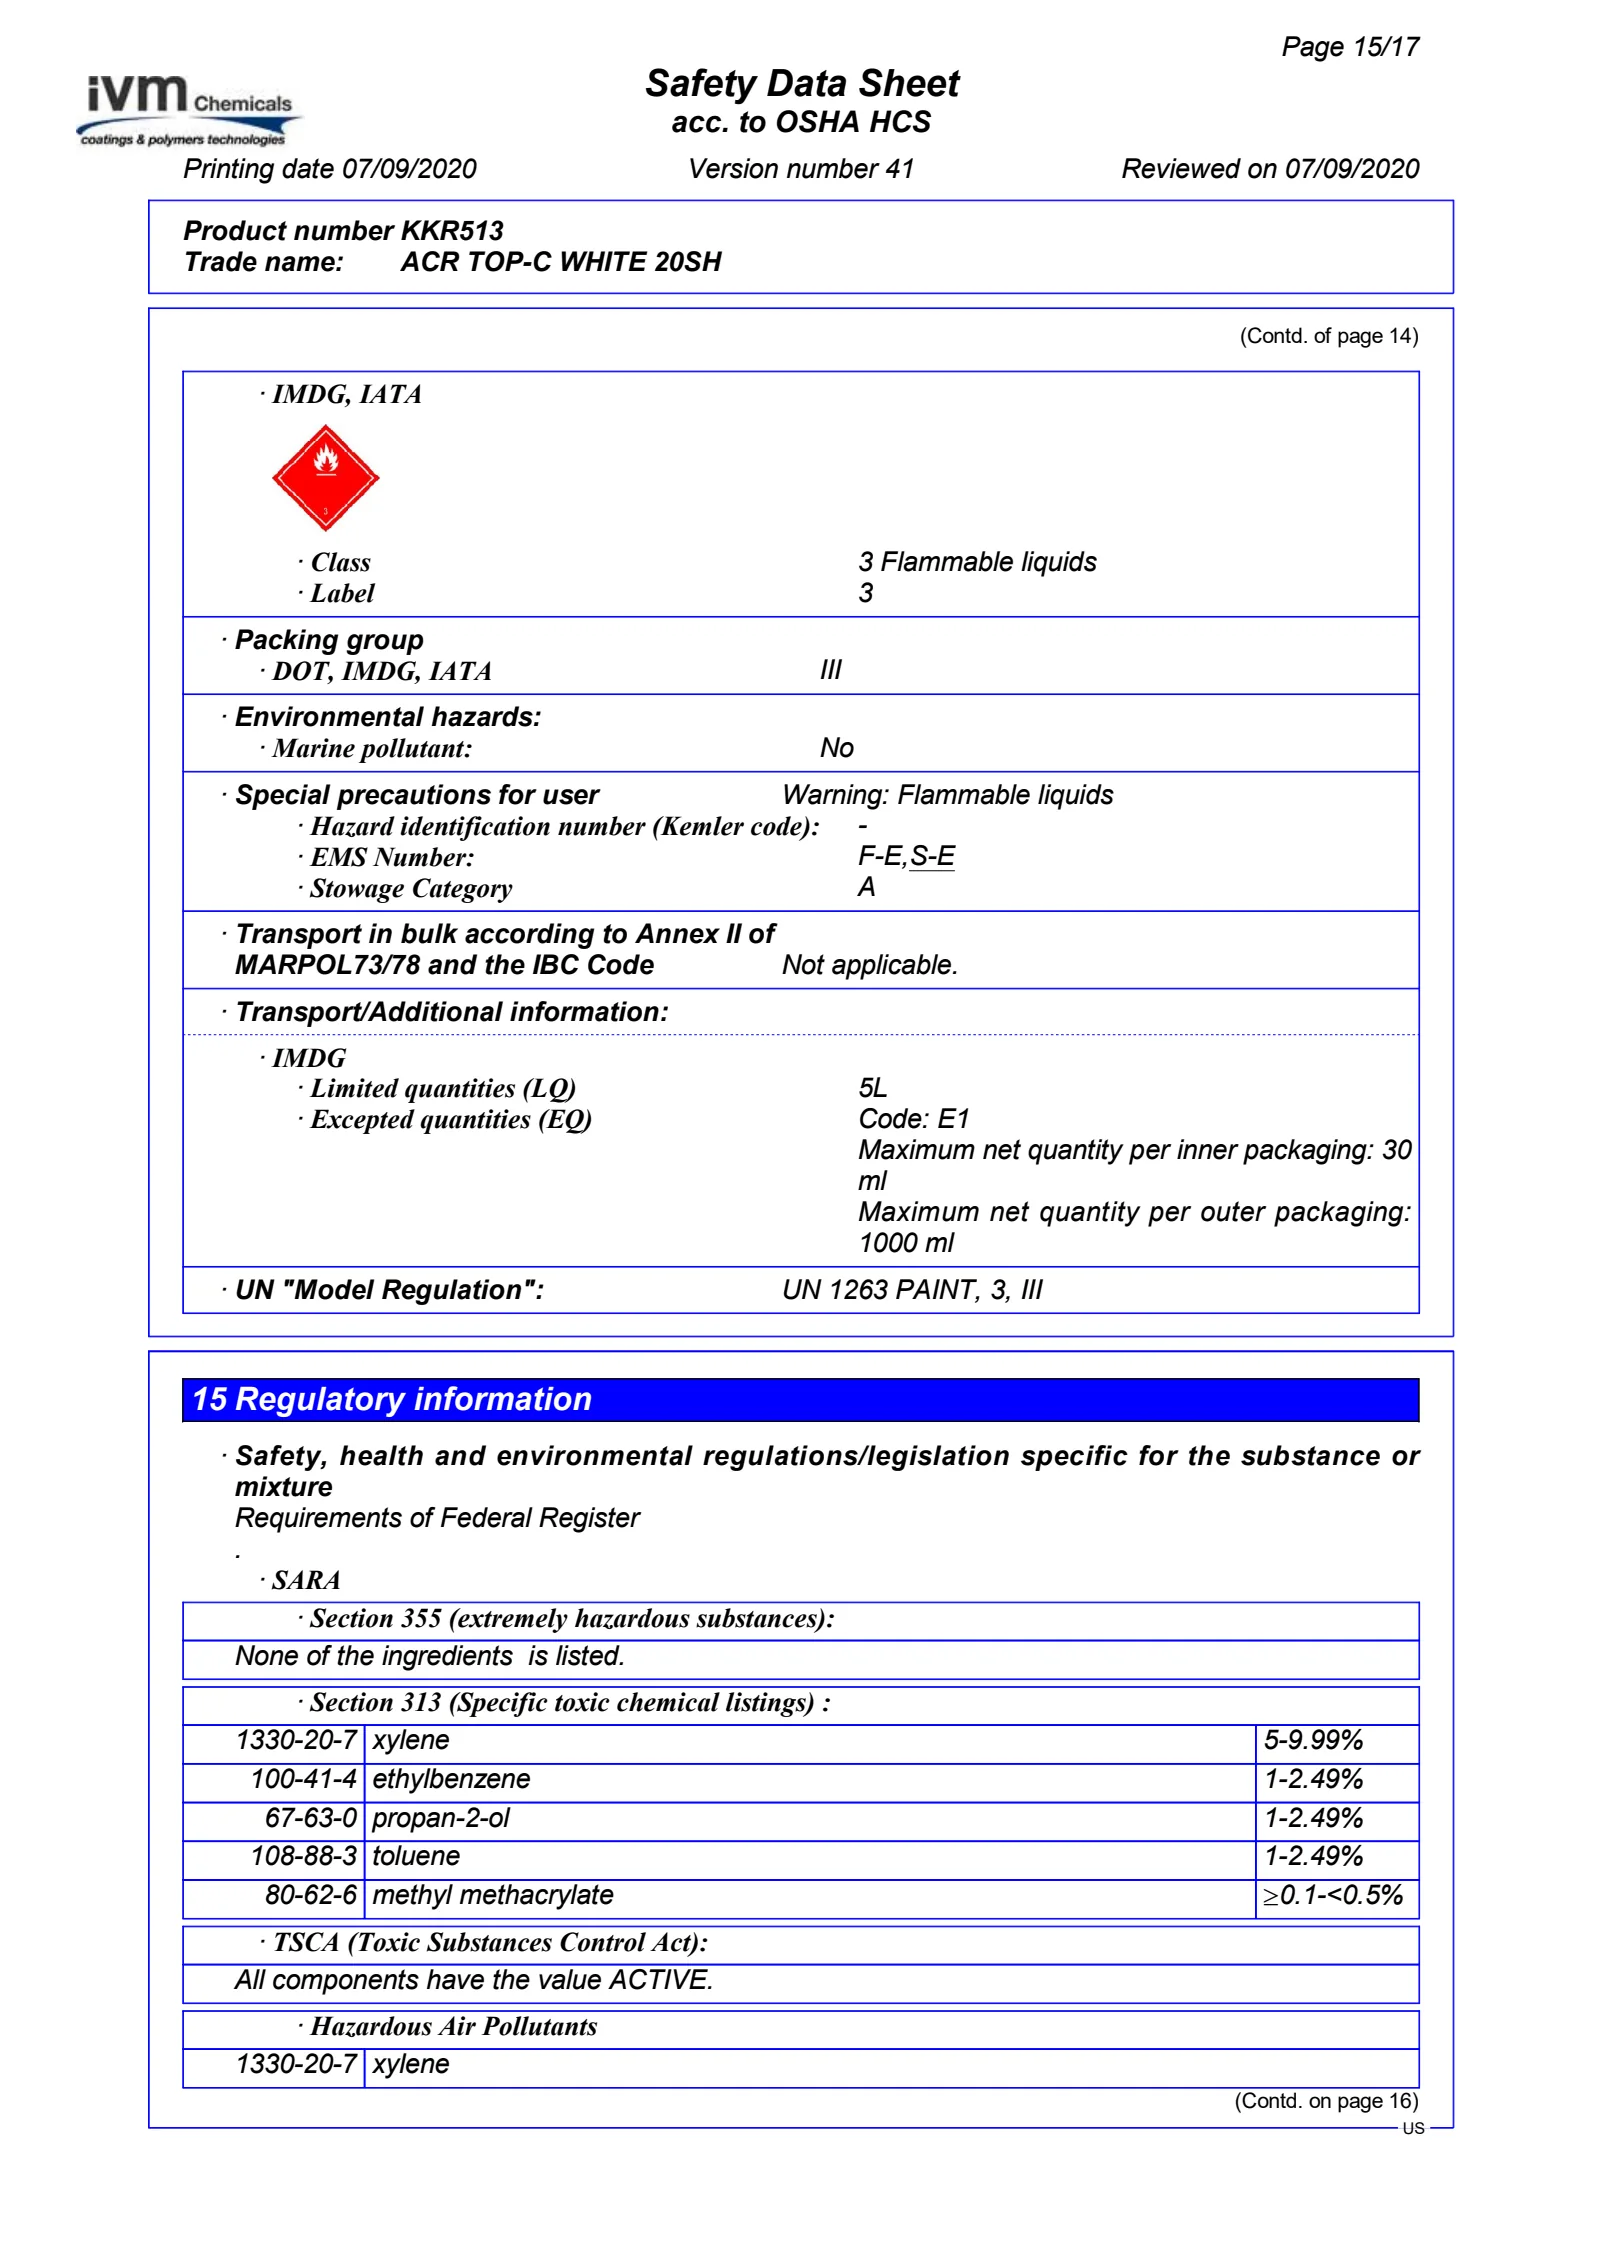 Page 15/17
ivm Chemicals
coatings & polymers technologies
Safety Data Sheet
acc. to OSHA HCS
Printing date 07/09/2020 Version number 41 Reviewed on 07/09/2020
Product number KKR513
Trade name: ACR TOP-C WHITE 20SH
(Contd. of page 14)
· IMDG, IATA
3
· Class 3 Flammable liquids
· Label 3
· Packing group
· DOT, IMDG, IATA III
· Environmental hazards:
· Marine pollutant: No
· Special precautions for user Warning: Flammable liquids
· Hazard identification number (Kemler code): -
· EMS Number: F-E,S-E
· Stowage Category A
· Transport in bulk according to Annex II of
MARPOL73/78 and the IBC Code Not applicable.
· Transport/Additional information:
· IMDG
· Limited quantities (LQ) 5L
· Excepted quantities (EQ) Code: E1
Maximum net quantity per inner packaging: 30
ml
Maximum net quantity per outer packaging:
1000 ml
· UN "Model Regulation": UN 1263 PAINT, 3, III
15 Regulatory information
· Safety, health and environmental regulations/legislation specific for the substance or
mixture
Requirements of Federal Register
·
· SARA
· Section 355 (extremely hazardous substances):
None of the ingredients is listed.
· Section 313 (Specific toxic chemical listings) :
1330-20-7 xylene 5-9.99%
100-41-4 ethylbenzene 1-2.49%
67-63-0 propan-2-ol 1-2.49%
108-88-3 toluene 1-2.49%
80-62-6 methyl methacrylate ≥0.1-<0.5%
· TSCA (Toxic Substances Control Act):
All components have the value ACTIVE.
· Hazardous Air Pollutants
1330-20-7 xylene
(Contd. on page 16)
US